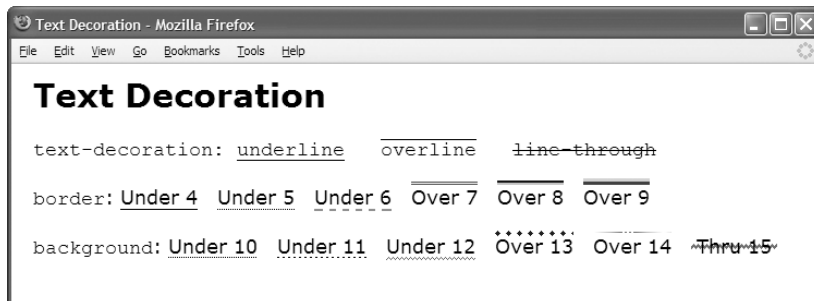 Text Decoration - Mozilla Firefox
File Edit View Go Bookmarks Tools Help
Text Decoration
text-decoration: underline overline line-through
border: Under 4 Under 5 Under 6 Over 7 Over 8 Over 9
background: Under 10 Under 11 Under 12 Over 13 Over 14 Thru 15